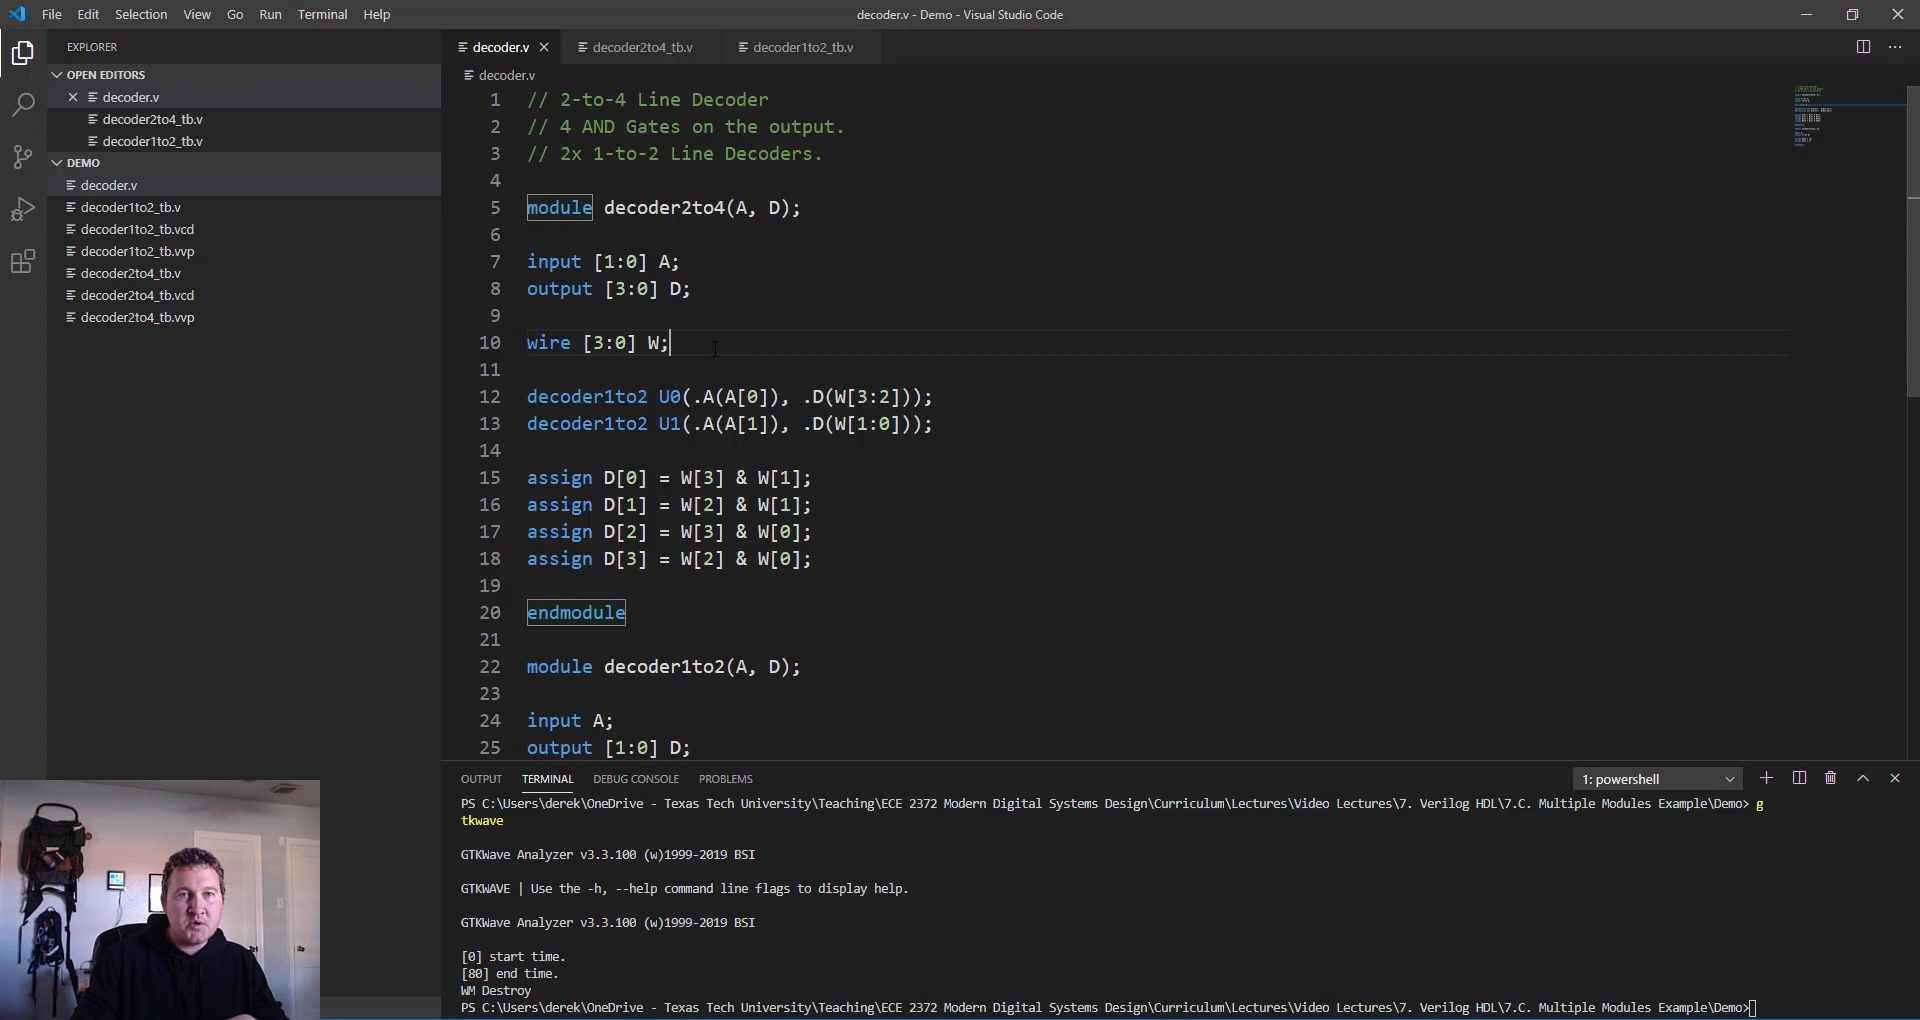 File Edit Selection View Go Run Terminal Help
decoder.v - Demo - Visual Studio Code
EXPLORER
OPEN EDITORS
decoder.v
decoder2to4_tb.v
decoder1to2_tb.v
DEMO
decoder.v
decoder1to2_tb.v
decoder1to2_tb.vcd
decoder1to2_tb.vvp
decoder2to4_tb.v
decoder2to4_tb.vcd
decoder2to4_tb.vvp
decoder.v decoder2to4_tb.v decoder1to2_tb.v
decoder.v
1 // 2-to-4 Line Decoder
2 // 4 AND Gates on the output.
3 // 2x 1-to-2 Line Decoders.
4
5 module decoder2to4(A, D);
6
7 input [1:0] A;
8 output [3:0] D;
9
10 wire [3:0] W;
11
12 decoder1to2 U0(.A(A[0]), .D(W[3:2]));
13 decoder1to2 U1(.A(A[1]), .D(W[1:0]));
14
15 assign D[0] = W[3] & W[1];
16 assign D[1] = W[2] & W[1];
17 assign D[2] = W[3] & W[0];
18 assign D[3] = W[2] & W[0];
19
20 endmodule
21
22 module decoder1to2(A, D);
23
24 input A;
25 output [1:0] D;
OUTPUT TERMINAL DEBUG CONSOLE PROBLEMS
1: powershell
PS C:\Users\derek\OneDrive - Texas Tech University\Teaching\ECE 2372 Modern Digital Systems Design\Curriculum\Lectures\Video Lectures\7. Verilog HDL\7.C. Multiple Modules Example\Demo> g
tkwave
GTKWave Analyzer v3.3.100 (w)1999-2019 BSI
GTKWAVE | Use the -h, --help command line flags to display help.
GTKWave Analyzer v3.3.100 (w)1999-2019 BSI
[0] start time.
[80] end time.
WM Destroy
PS C:\Users\derek\OneDrive - Texas Tech University\Teaching\ECE 2372 Modern Digital Systems Design\Curriculum\Lectures\Video Lectures\7. Verilog HDL\7.C. Multiple Modules Example\Demo>